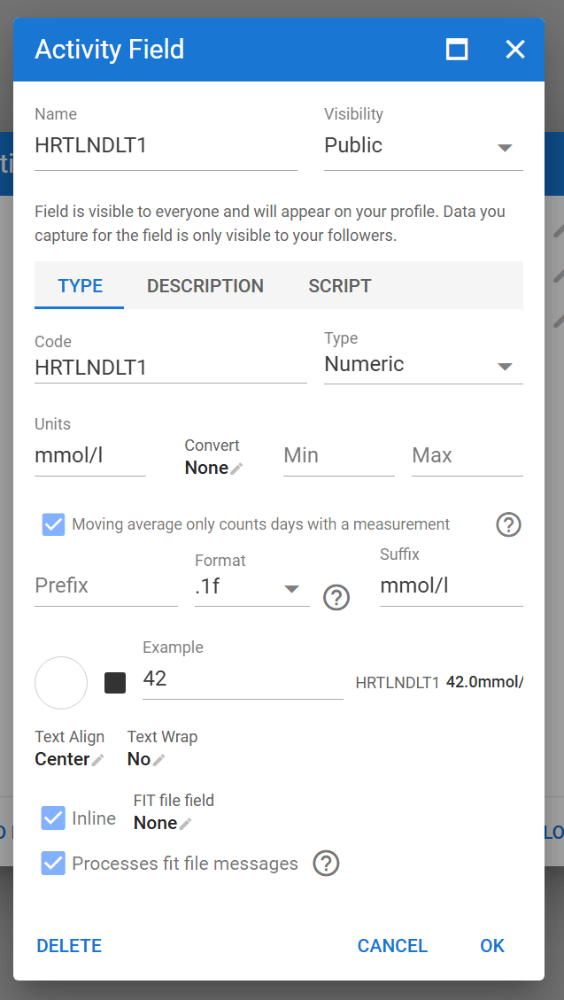 Activity Field
Name
HRTLNDLT1
Visibility
Public
Field is visible to everyone and will appear on your profile. Data you
capture for the field is only visible to your followers.
TYPE
DESCRIPTION
SCRIPT
Code
HRTLNDLT1
Type
Numeric
Units
mmol/l
Convert
None
Min
Max
Moving average only counts days with a measurement
?
Prefix
Format
.1f
?
Suffix
mmol/l
Example
42
HRTLNDLT1 42.0mmol/
Text Align
Center
Text Wrap
No
Inline
FIT file field
None
Processes fit file messages
?
DELETE
CANCEL
OK